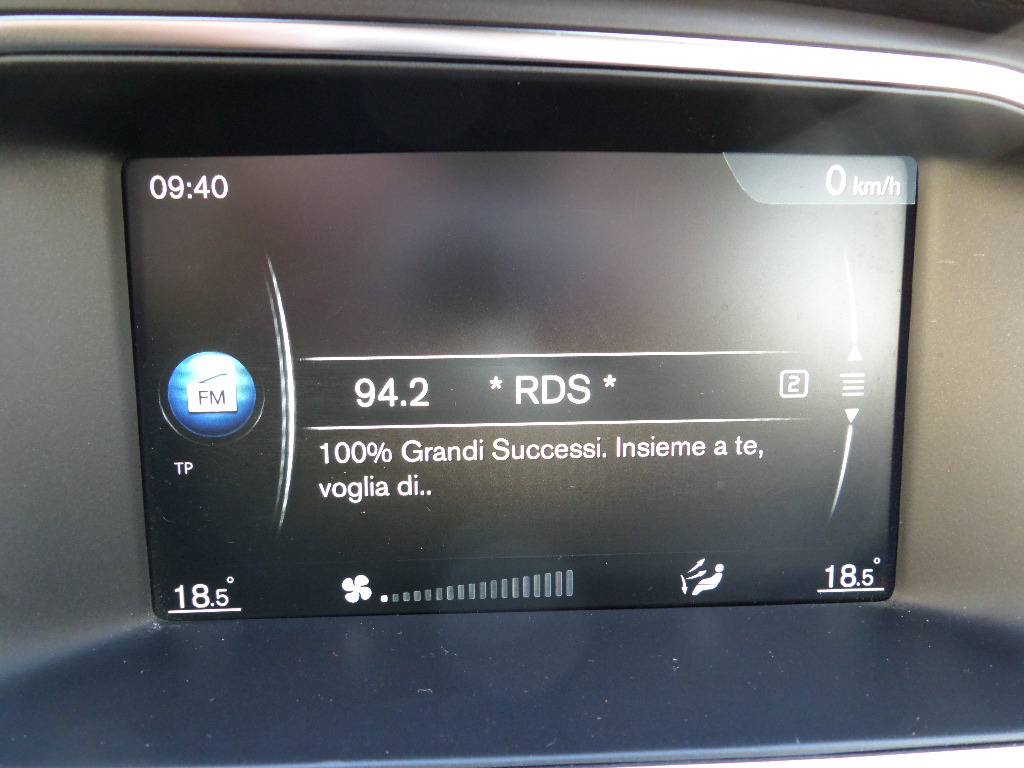 09:40
0 km/h
FM
94.2 * RDS * 2
100% Grandi Successi. Insieme a te,
voglia di..
TP
18.5°
18.5°